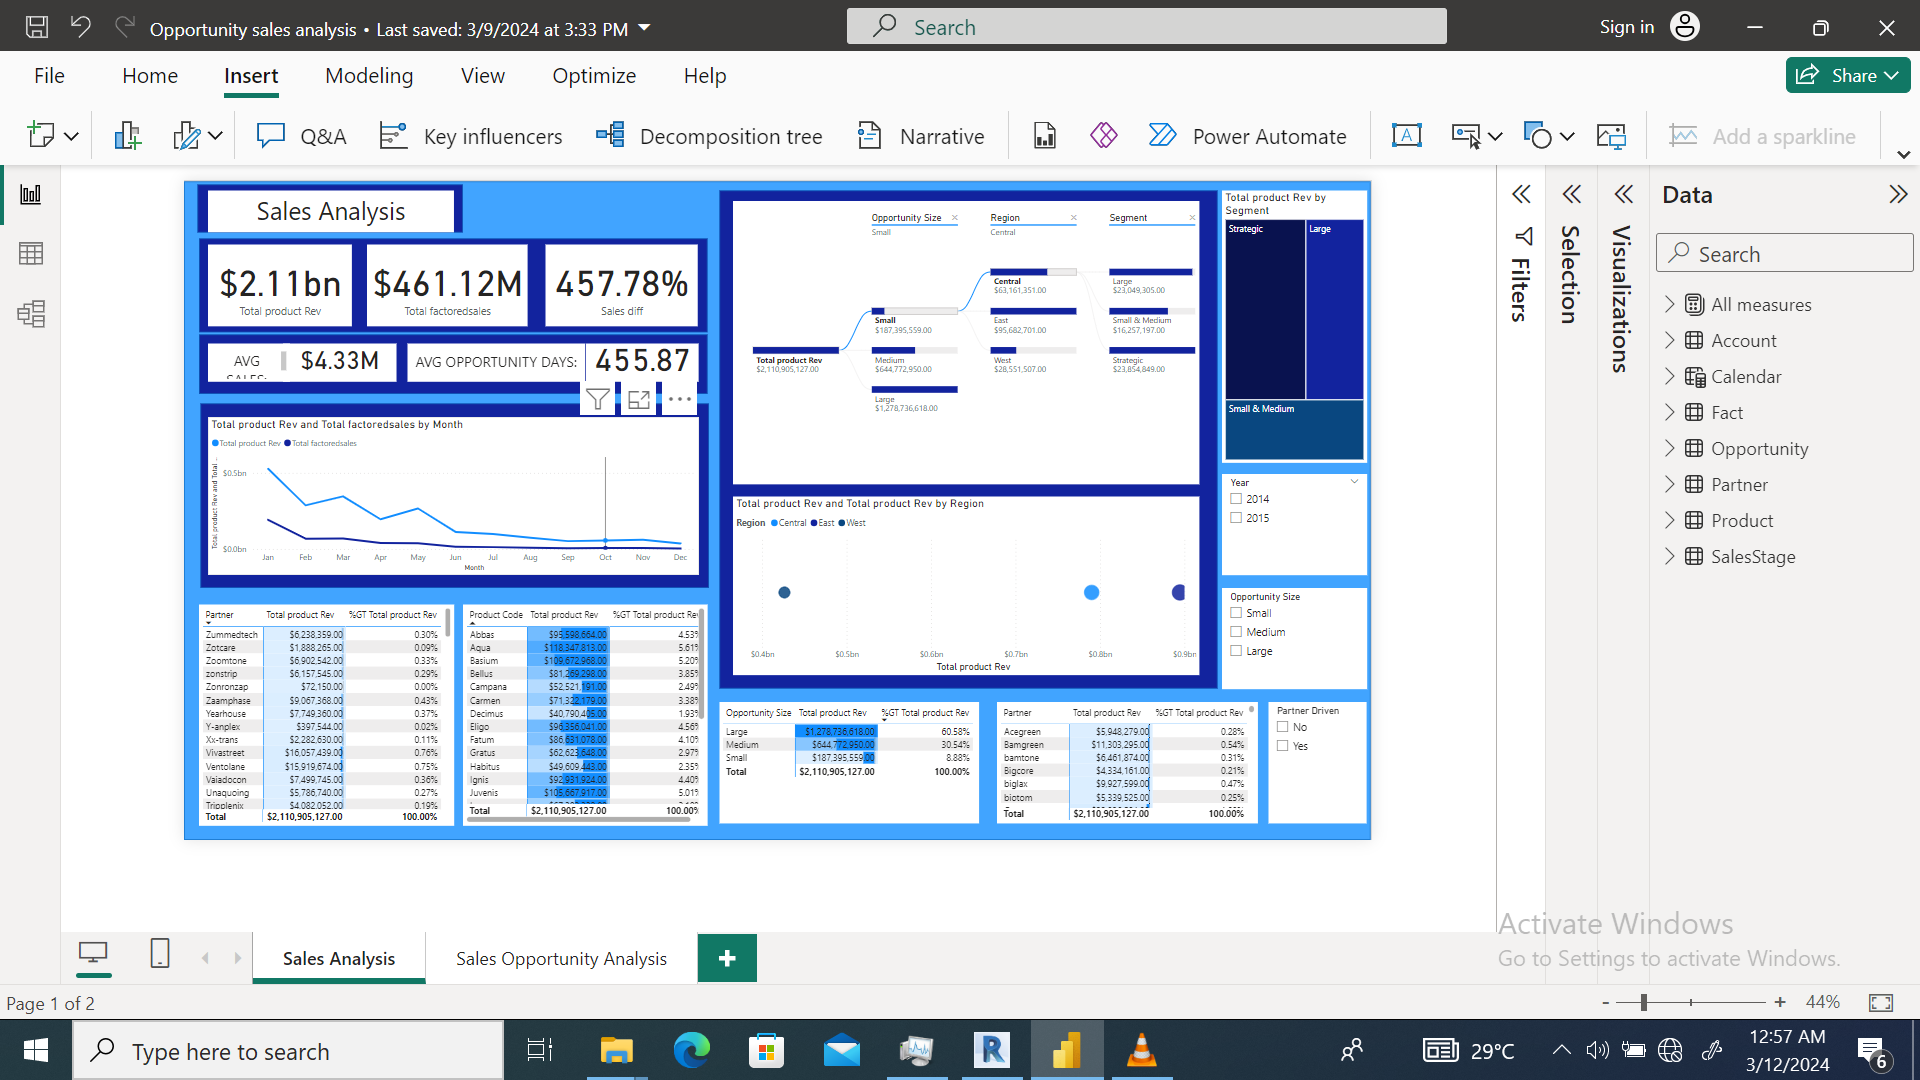 Opportunity sales analysis • Last saved: 3/9/2024 at 3:33 PM
Search
Sign in
File Home Insert Modeling View Optimize Help
Share
Q&A Key influencers Decomposition tree Narrative Power Automate Add a sparkline
Sales Analysis
$2.11bn
Total product Rev
$461.12M
Total factoredsales
457.78%
Sales diff
AVG
$4.33M
AVG OPPORTUNITY DAYS:
455.87
Total product Rev and Total factoredsales by Month
Total product Rev Total factoredsales
Total product Rev and Total ...
$0.5bn
$0.0bn
Jan Feb Mar Apr May Jun Jul Aug Sep Oct Nov Dec
Month
Partner Total product Rev %GT Total product Rev
Zummedtech $6,238,359.00 0.30%
Zotcare $1,888,265.00 0.09%
Zoomtone $6,902,542.00 0.33%
zonstrip $6,157,545.00 0.29%
Zonronzap $72,150.00 0.00%
Zaamphase $9,067,368.00 0.43%
Yearhouse $7,749,360.00 0.37%
Y-anplex $397,544.00 0.02%
Xx-trans $2,282,630.00 0.11%
Vivastreet $16,057,439.00 0.76%
Ventolane $15,919,674.00 0.75%
Vaiadocon $7,499,745.00 0.36%
Unaquoing $5,786,740.00 0.27%
Tripplenix $4,082,052.00 0.19%
Total $2,110,905,127.00 100.00%
Product Code Total product Rev %GT Total product Rev
Abbas $95,598,664.00 4.53%
Aqua $118,347,813.00 5.61%
Basium $109,672,968.00 5.20%
Bellus $81,269,298.00 3.85%
Campana $52,521,191.00 2.49%
Carmen $71,322,179.00 3.38%
Decimus $40,790,405.00 1.93%
Eligo $96,356,041.00 4.56%
Fatum $86,631,078.00 4.10%
Gratus $62,623,648.00 2.97%
Habitus $49,609,443.00 2.35%
Ignis $92,931,924.00 4.40%
Juvenis $105,667,917.00 5.01%
Total $2,110,905,127.00 100.00%
Opportunity Size
Small
Region
Central
Segment
Total product Rev
$2,110,905,127.00
Small
$187,395,559.00
Medium
$644,772,950.00
Large
$1,278,736,618.00
Central
$63,161,351.00
East
$95,682,701.00
West
$28,551,507.00
Large
$23,049,305.00
Small & Medium
$16,257,197.00
Strategic
$23,854,849.00
Total product Rev and Total product Rev by Region
Region Central East West
$0.4bn $0.5bn $0.6bn $0.7bn $0.8bn $0.9bn
Total product Rev
Opportunity Size Total product Rev %GT Total product Rev
Large $1,278,736,618.00 60.58%
Medium $644,772,950.00 30.54%
Small $187,395,559.00 8.88%
Total $2,110,905,127.00 100.00%
Partner Total product Rev %GT Total product Rev
Acegreen $5,948,279.00 0.28%
Bamgreen $11,303,295.00 0.54%
bamtone $6,461,874.00 0.31%
Bigcore $4,334,161.00 0.21%
biglax $9,927,599.00 0.47%
biotom $5,339,525.00 0.25%
Total $2,110,905,127.00 100.00%
Total product Rev by
Segment
Strategic Large
Small & Medium
Year
2014
2015
Opportunity Size
Small
Medium
Large
Partner Driven
No
Yes
Filters
Selection
Visualizations
Data
Search
All measures
Account
Calendar
Fact
Opportunity
Partner
Product
SalesStage
Activate Windows
Go to Settings to activate Windows.
Sales Analysis Sales Opportunity Analysis +
Page 1 of 2
- + 44%
Type here to search
29°C
12:57 AM
3/12/2024
6